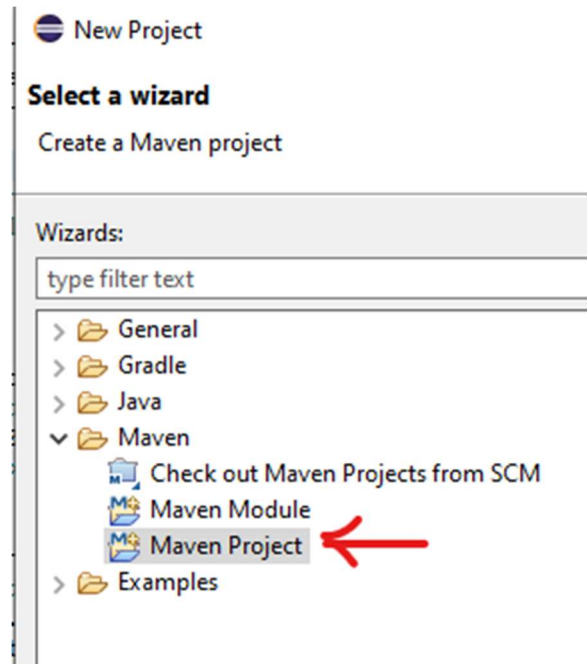 New Project
Select a wizard
Create a Maven project
Wizards:
type filter text
General
Gradle
Java
Maven
Check out Maven Projects from SCM
Maven Module
Maven Project
Examples